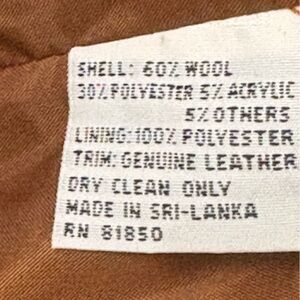 SHELL: 60% WOOL
30% POLYESTER 5% ACRYLIC
5% OTHERS
LINING: 100% POLYESTER
TRIM: GENUINE LEATHER
DRY CLEAN ONLY
MADE IN SRI-LANKA
RN 81850